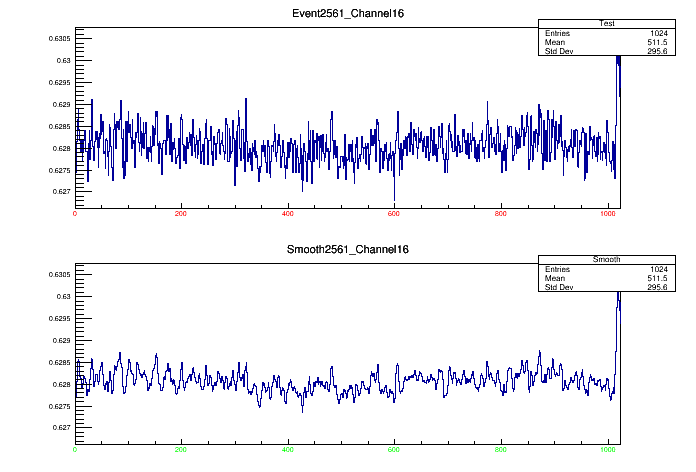 Event2561_Channel16
Test
Entries 1024
Mean 511.5
Std Dev 295.6
0.6305
0.63
0.6295
0.629
0.6285
0.628
0.6275
0.627
0 200 400 600 800 1000
Smooth2561_Channel16
Smooth
Entries 1024
Mean 511.5
Std Dev 295.6
0.6305
0.63
0.6295
0.629
0.6285
0.628
0.6275
0.627
0 200 400 600 800 1000